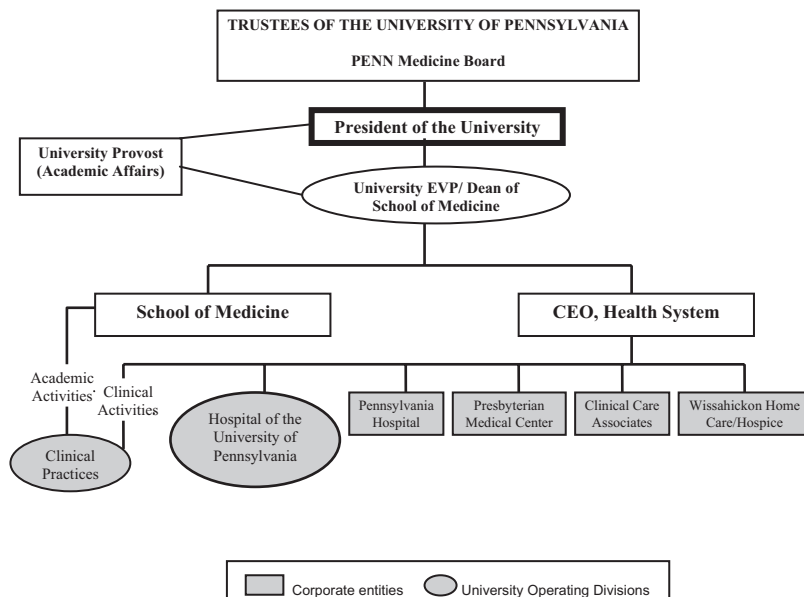 TRUSTEES OF THE UNIVERSITY OF PENNSYLVANIA
PENN Medicine Board
President of the University
University Provost
(Academic Affairs)
University EVP/ Dean of
School of Medicine
School of Medicine
CEO, Health System
Academic
Activities
Clinical
Activities
Clinical
Practices
Hospital of the
University of
Pennsylvania
Pennsylvania
Hospital
Presbyterian
Medical Center
Clinical Care
Associates
Wissahickon Home
Care/Hospice
Corporate entities
University Operating Divisions